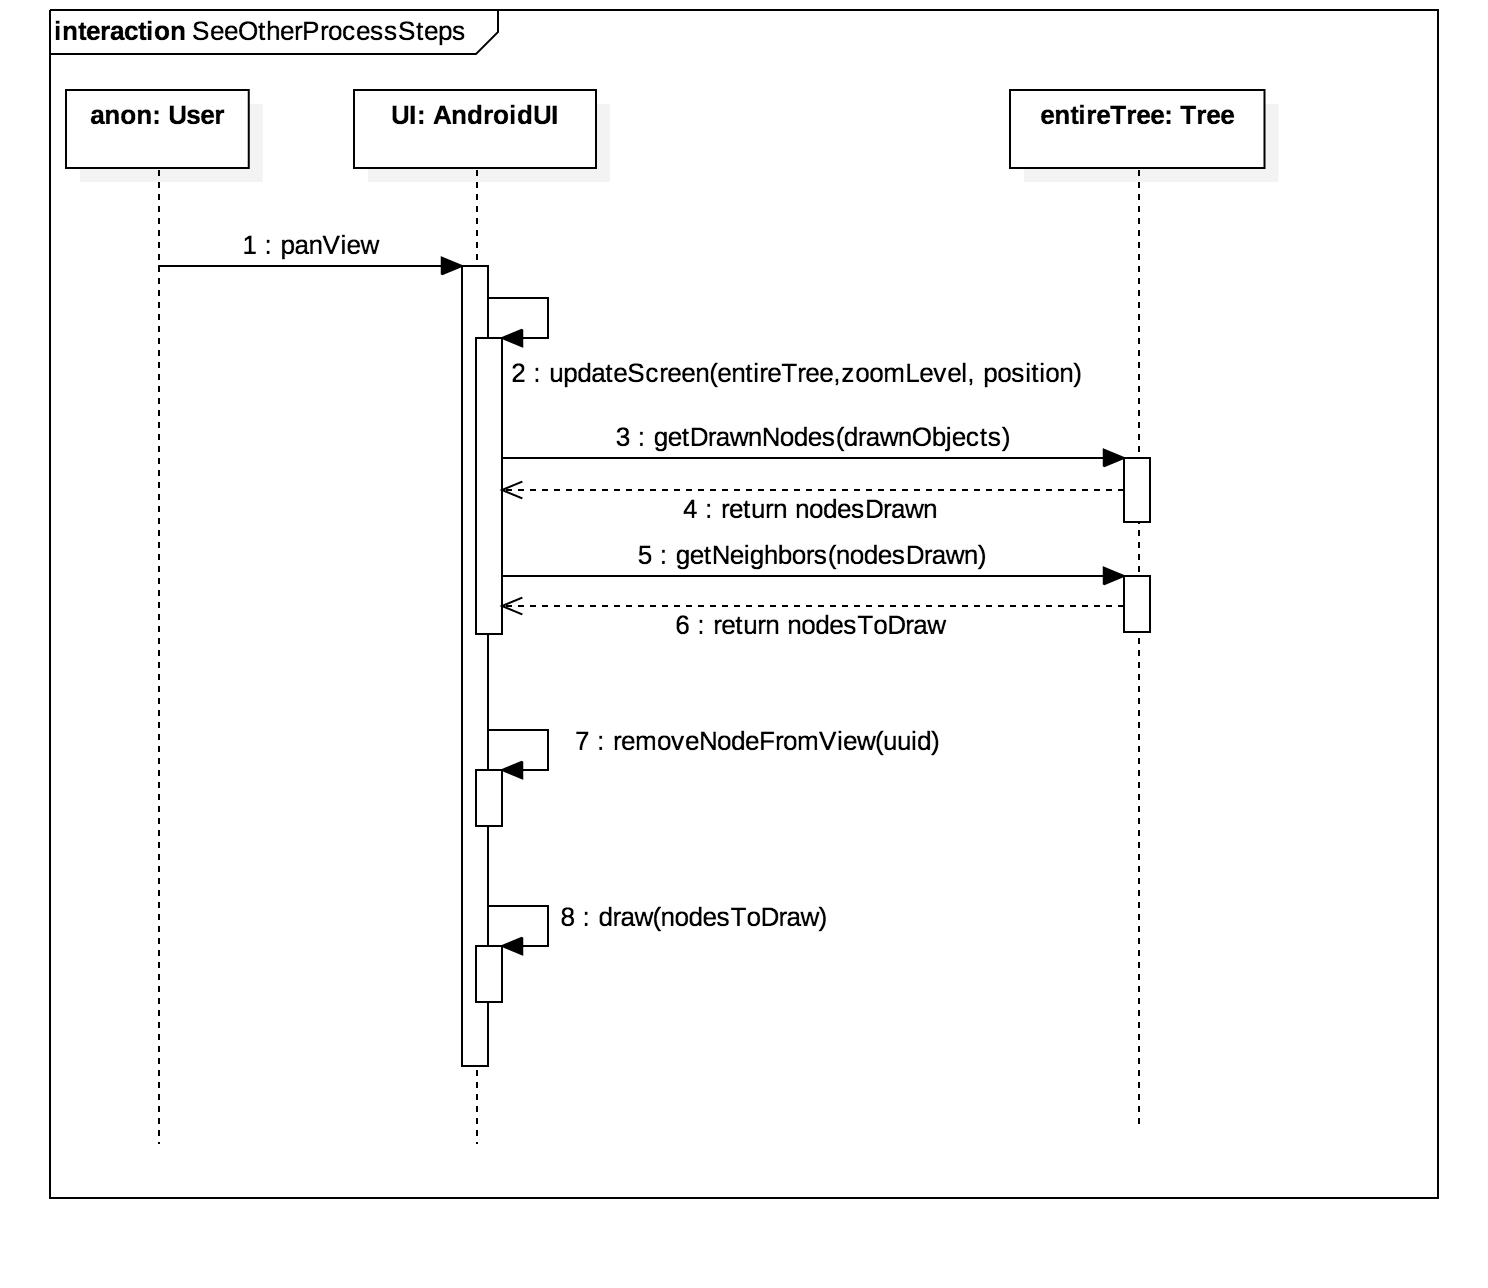 interaction SeeOtherProcessSteps
anon: User
UI: AndroidUI
entireTree: Tree
1 : panView
2 : updateScreen(entireTree,zoomLevel, position)
3 : getDrawnNodes(drawnObjects)
4 : return nodesDrawn
5 : getNeighbors(nodesDrawn)
6 : return nodesToDraw
7 : removeNodeFromView(uuid)
8 : draw(nodesToDraw)